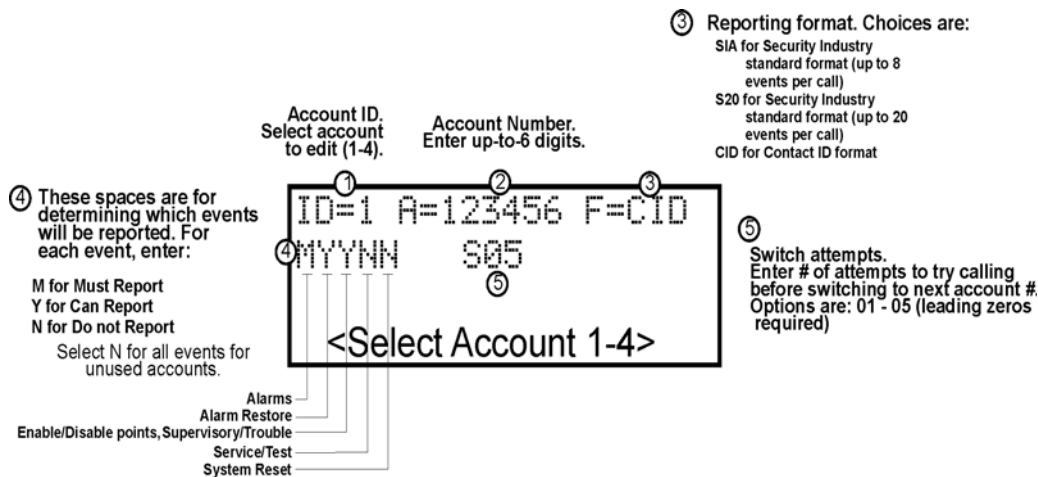 ③ Reporting format. Choices are:
SIA for Security Industry
standard format (up to 8
events per call)
S20 for Security Industry
standard format (up to 20
events per call)
CID for Contact ID format
Account ID.
Select account
to edit (1-4).
Account Number.
Enter up-to-6 digits.
④ These spaces are for
determining which events
will be reported. For
each event, enter:
M for Must Report
Y for Can Report
N for Do not Report
Select N for all events for
unused accounts.
① ② ③
ID=1 A=123456 F=CID
④ MYYNN S05
⑤
<Select Account 1-4>
⑤
Switch attempts.
Enter # of attempts to try calling
before switching to next account #.
Options are: 01 - 05 (leading zeros
required)
Alarms
Alarm Restore
Enable/Disable points, Supervisory/Trouble
Service/Test
System Reset